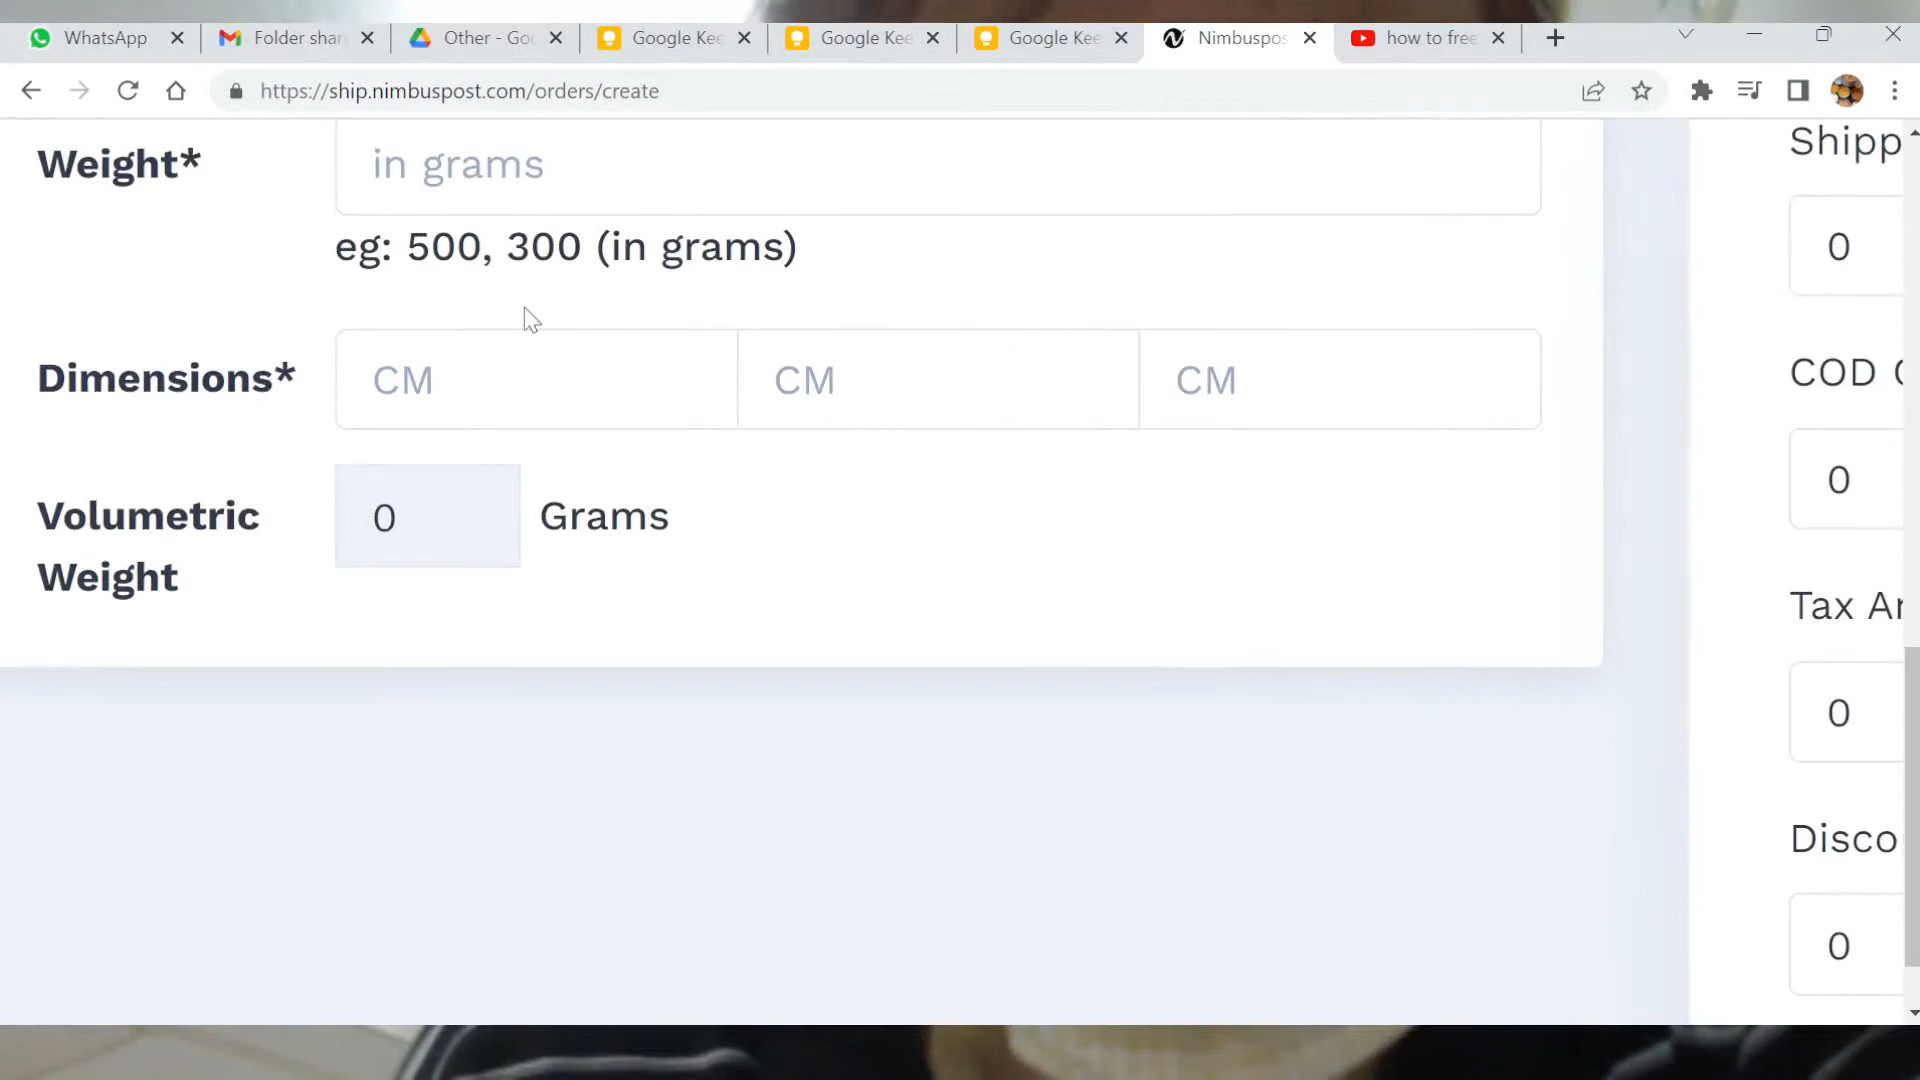 WhatsApp
Folder shar
Other - Goo
Google Kee
Google Kee
Google Kee
Nimbuspos
how to free
https://ship.nimbuspost.com/orders/create
Weight*
in grams
eg: 500, 300 (in grams)
Dimensions*
CM
CM
CM
Volumetric
Weight
0
Grams
Shipp
0
COD C
0
Tax Ar
0
Disco
0